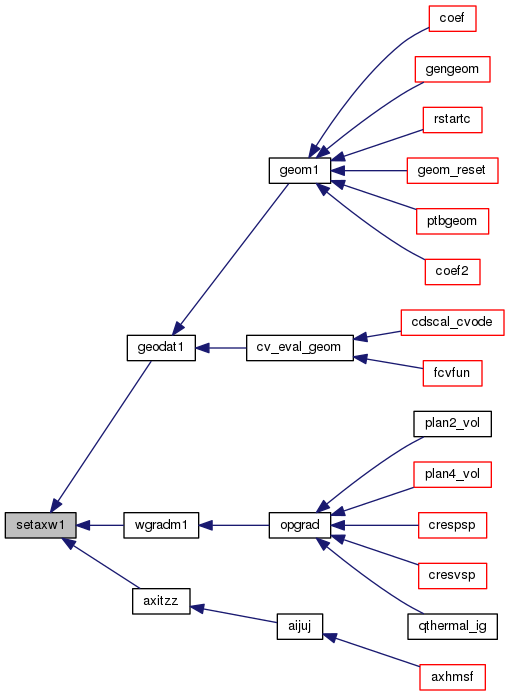 coef
gengeom
rstartc
geom1
geom_reset
ptbgeom
coef2
cdscal_cvode
geodat1
cv_eval_geom
fcvfun
plan2_vol
plan4_vol
setaxw1
wgradm1
opgrad
crespsp
cresvsp
axitzz
aijuj
qthermal_ig
axhmsf